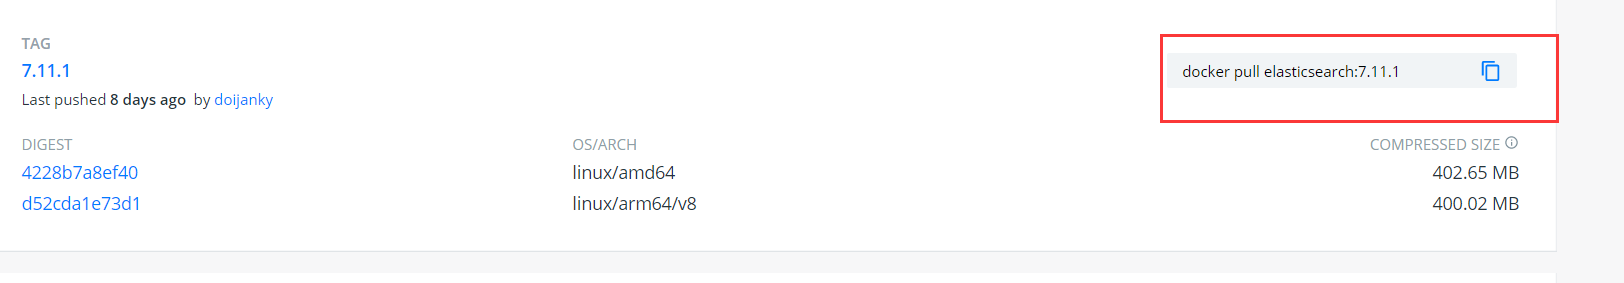 TAG
7.11.1
docker pull elasticsearch:7.11.1
Last pushed 8 days ago by doijanky
DIGEST OS/ARCH COMPRESSED SIZE
4228b7a8ef40 linux/amd64 402.65 MB
d52cda1e73d1 linux/arm64/v8 400.02 MB